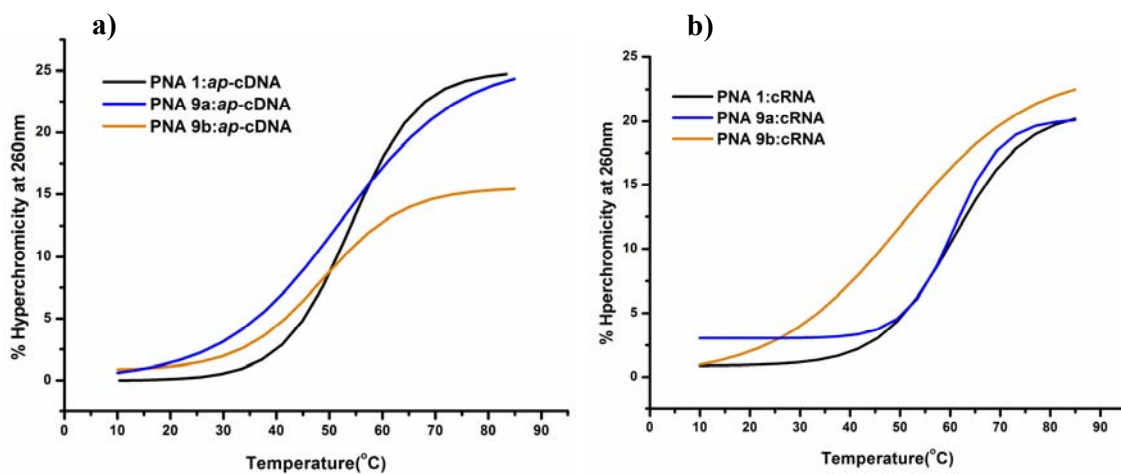 a)
% Hyperchromicity at 260nm
25
20
15
10
5
0
PNA 1:ap-cDNA
PNA 9a:ap-cDNA
PNA 9b:ap-cDNA
0 10 20 30 40 50 60 70 80 90
Temperature(°C)
b)
% Hperchromicity at 260nm
25
20
15
10
5
0
PNA 1:cRNA
PNA 9a:cRNA
PNA 9b:cRNA
0 10 20 30 40 50 60 70 80 90
Temperature(°C)